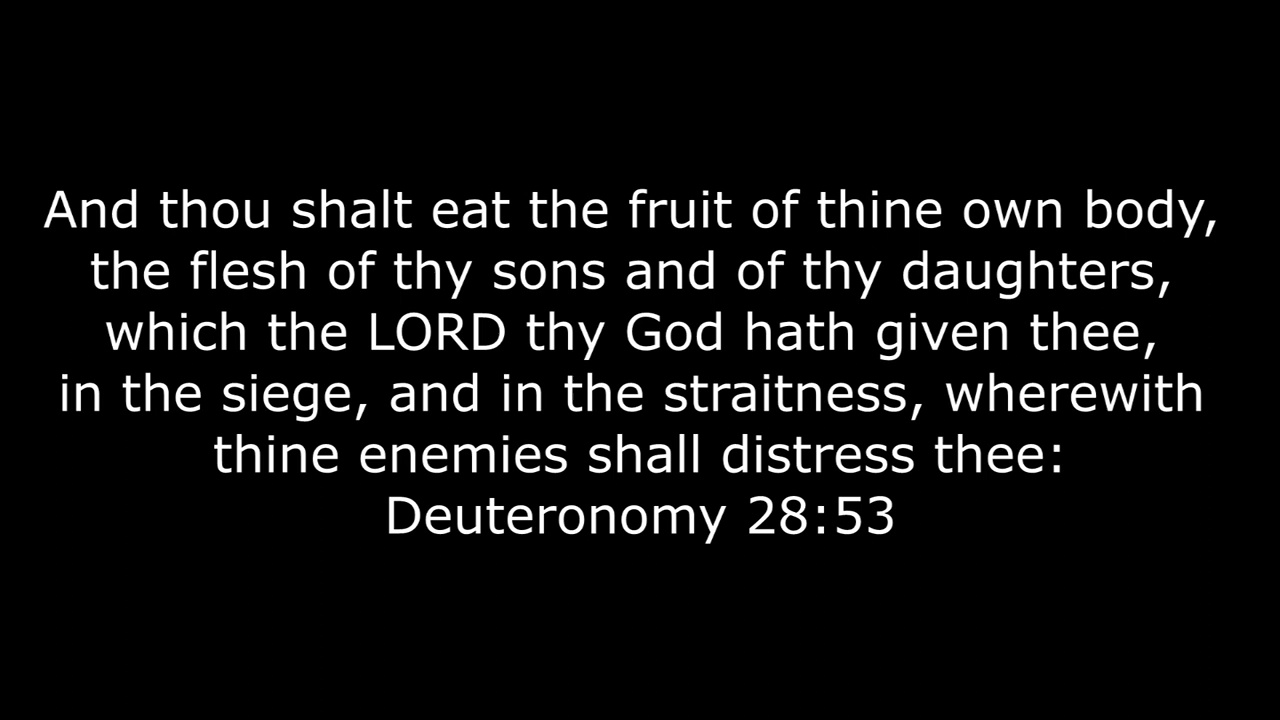 And thou shalt eat the fruit of thine own body,
the flesh of thy sons and of thy daughters,
which the LORD thy God hath given thee,
in the siege, and in the straitness, wherewith
thine enemies shall distress thee:
Deuteronomy 28:53